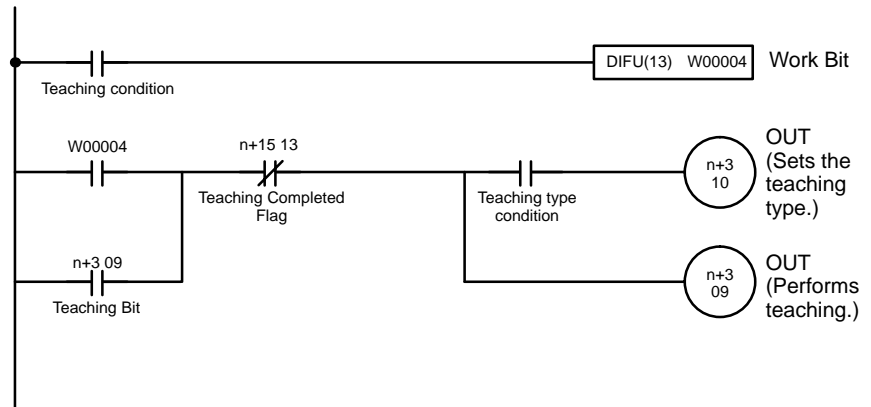 DIFU(13) W00004
Work Bit
Teaching condition
W00004
n+15 13
Teaching Completed
Flag
Teaching type
condition
n+3
10
OUT
(Sets the
teaching
type.)
n+3 09
Teaching Bit
n+3
09
OUT
(Performs
teaching.)